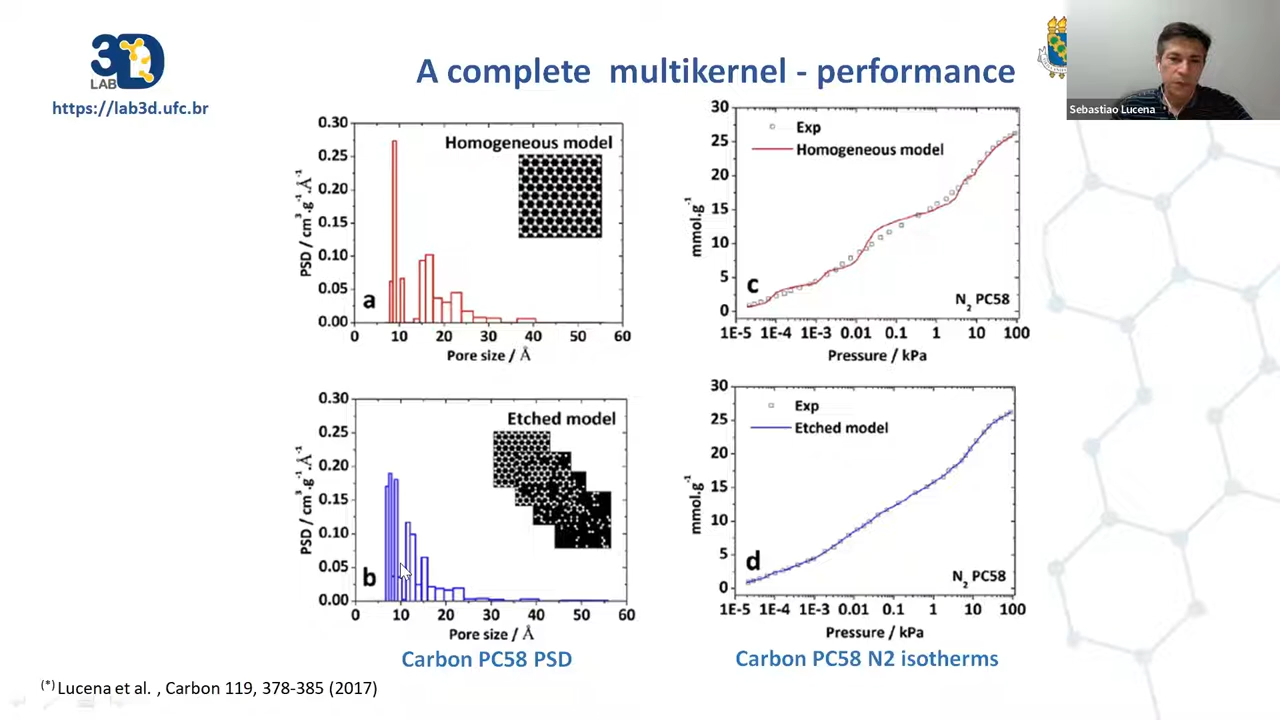 3D
LAB
https://lab3d.ufc.br
A complete multikernel - performance
Sebastiao Lucena
0.30
0.25
0.20
0.15
0.10
0.05
0.00
PSD / cm³.g⁻¹.Å⁻¹
Homogeneous model
a
0 10 20 30 40 50 60
Pore size / Å
30
25
20
15
10
5
0
mmol.g⁻¹
Exp
Homogeneous model
c
N₂ PC58
1E-5 1E-4 1E-3 0.01 0.1 1 10 100
Pressure / kPa
0.30
0.25
0.20
0.15
0.10
0.05
0.00
PSD / cm³.g⁻¹.Å⁻¹
Etched model
b
0 10 20 30 40 50 60
Pore size / Å
Carbon PC58 PSD
30
25
20
15
10
5
0
mmol.g⁻¹
Exp
Etched model
d
N₂ PC58
1E-5 1E-4 1E-3 0.01 0.1 1 10 100
Pressure / kPa
Carbon PC58 N2 isotherms
(*) Lucena et al. , Carbon 119, 378-385 (2017)